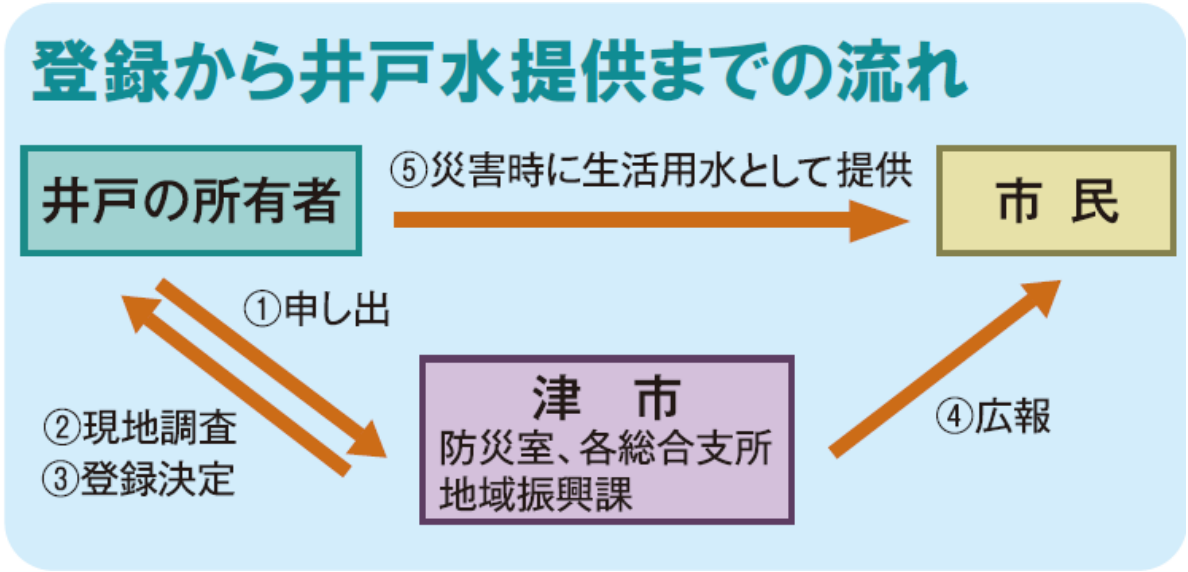 登録から井戸水提供までの流れ
井戸の所有者
⑤災害時に生活用水として提供
市 民
①申し出
②現地調査
③登録決定
津 市
防災室、各総合支所
地域振興課
④広報